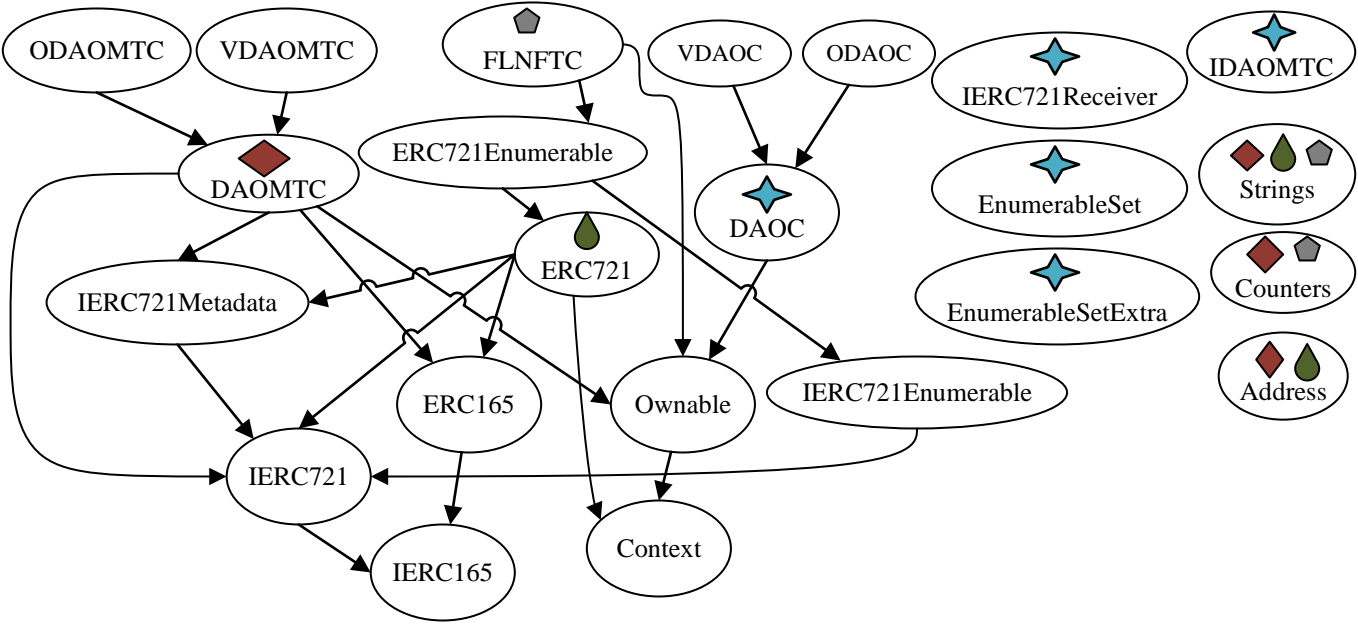 ODAOMTC
VDAOMTC
FLNFTC
VDAOC
ODAOC
IERC721Receiver
IDAOMTC
DAOMTC
ERC721Enumerable
DAOC
EnumerableSet
Strings
IERC721Metadata
ERC721
EnumerableSetExtra
Counters
ERC165
Ownable
IERC721Enumerable
Address
IERC721
Context
IERC165